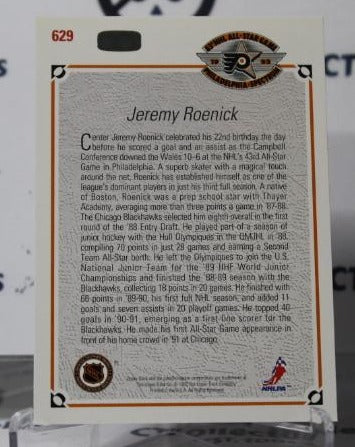 629
43RD NHL ALL-STAR GAME
PHILADELPHIA SPECTRUM
Jeremy Roenick
Center Jeremy Roenick celebrated his 22nd birthday the day
before he scored a goal and an assist as the Campbell
Conference downed the Wales 10-6 at the NHL's 43rd All-Star
Game in Philadelphia. A superb skater with a magical touch
around the net, Roenick has established himself as one of the
league's dominant players in just his third full season. A native
of Boston, Roenick was a prep school star with Thayer
Academy, averaging more than three points a game in '87-88.
The Chicago Blackhawks selected him eighth overall in the first
round of the '88 Entry Draft. He played part of a season of
junior hockey with the Hull Olympiques in the QMJHL in '88,
compiling 70 points in just 28 games and earning a Second
Team All-Star berth. He left the Olympiques to join the U.S.
National Junior Team for the '89 IIHF World Junior
Championships and finished the '88-89 season with the
Blackhawks, collecting 18 points in 20 games. He finished with
66 points in '89-90, his first full NHL season, and added 11
goals and seven assists in 20 playoff games. He topped 40
goals in '90-91, emerging as a first-line scorer for the
Blackhawks. He made his first All-Star Game appearance in
front of his home crowd in '91 at Chicago.
NHLPA